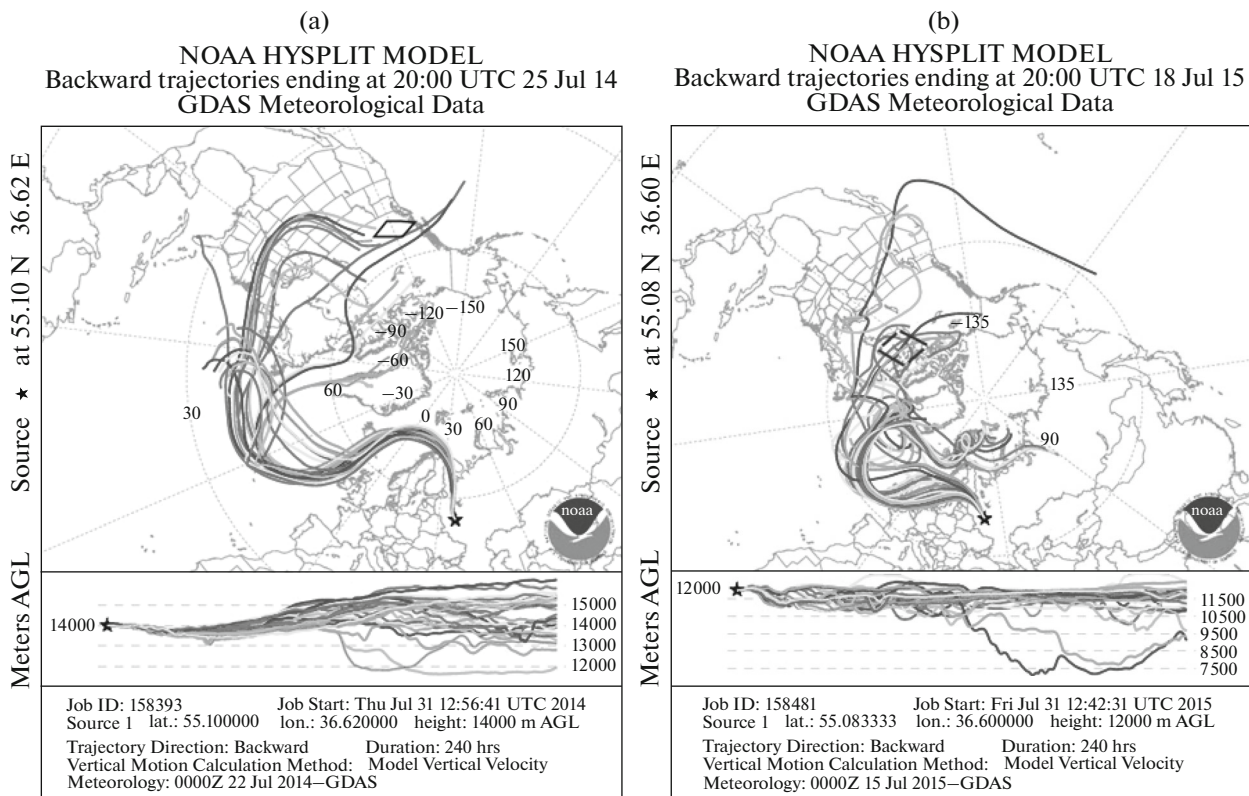 (a)
NOAA HYSPLIT MODEL
Backward trajectories ending at 20:00 UTC 25 Jul 14
GDAS Meteorological Data
Source ★ at 55.10 N 36.62 E
–150
–120
–90
–60
–30
0
30
60
90
120
150
60
30
noaa
Meters AGL
14000
15000
14000
13000
12000
Job ID: 158393 Job Start: Thu Jul 31 12:56:41 UTC 2014
Source 1 lat.: 55.100000 lon.: 36.620000 height: 14000 m AGL
Trajectory Direction: Backward Duration: 240 hrs
Vertical Motion Calculation Method: Model Vertical Velocity
Meteorology: 0000Z 22 Jul 2014–GDAS
(b)
NOAA HYSPLIT MODEL
Backward trajectories ending at 20:00 UTC 18 Jul 15
GDAS Meteorological Data
Source ★ at 55.08 N 36.60 E
–135
135
90
noaa
Meters AGL
12000
11500
10500
9500
8500
7500
Job ID: 158481 Job Start: Fri Jul 31 12:42:31 UTC 2015
Source 1 lat.: 55.083333 lon.: 36.600000 height: 12000 m AGL
Trajectory Direction: Backward Duration: 240 hrs
Vertical Motion Calculation Method: Model Vertical Velocity
Meteorology: 0000Z 15 Jul 2015–GDAS